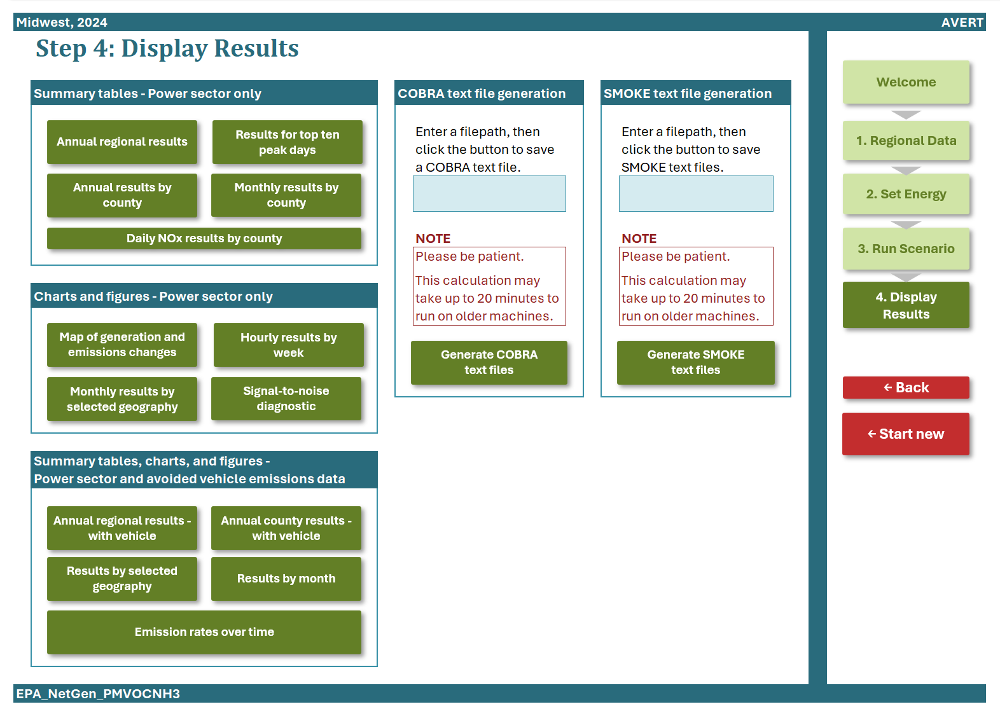 Midwest, 2024
AVERT
Step 4: Display Results
Summary tables - Power sector only
Annual regional results
Results for top ten
peak days
Annual results by
county
Monthly results by
county
Daily NOx results by county
Charts and figures - Power sector only
Map of generation and
emissions changes
Hourly results by
week
Monthly results by
selected geography
Signal-to-noise
diagnostic
Summary tables, charts, and figures -
Power sector and avoided vehicle emissions data
Annual regional results -
with vehicle
Annual county results -
with vehicle
Results by selected
geography
Results by month
Emission rates over time
COBRA text file generation
Enter a filepath, then
click the button to save
a COBRA text file.
NOTE
Please be patient.
This calculation may
take up to 20 minutes to
run on older machines.
Generate COBRA
text files
SMOKE text file generation
Enter a filepath, then
click the button to save
SMOKE text files.
NOTE
Please be patient.
This calculation may
take up to 20 minutes to
run on older machines.
Generate SMOKE
text files
Welcome
1. Regional Data
2. Set Energy
3. Run Scenario
4. Display
Results
← Back
← Start new
EPA_NetGen_PMVOCNH3